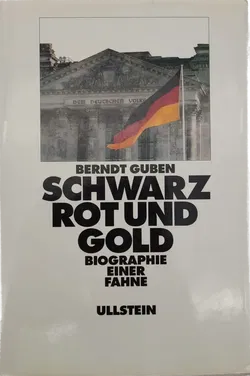 BERNDT GUBEN
SCHWARZ
ROT UND
GOLD
BIOGRAPHIE
EINER
FAHNE
ULLSTEIN